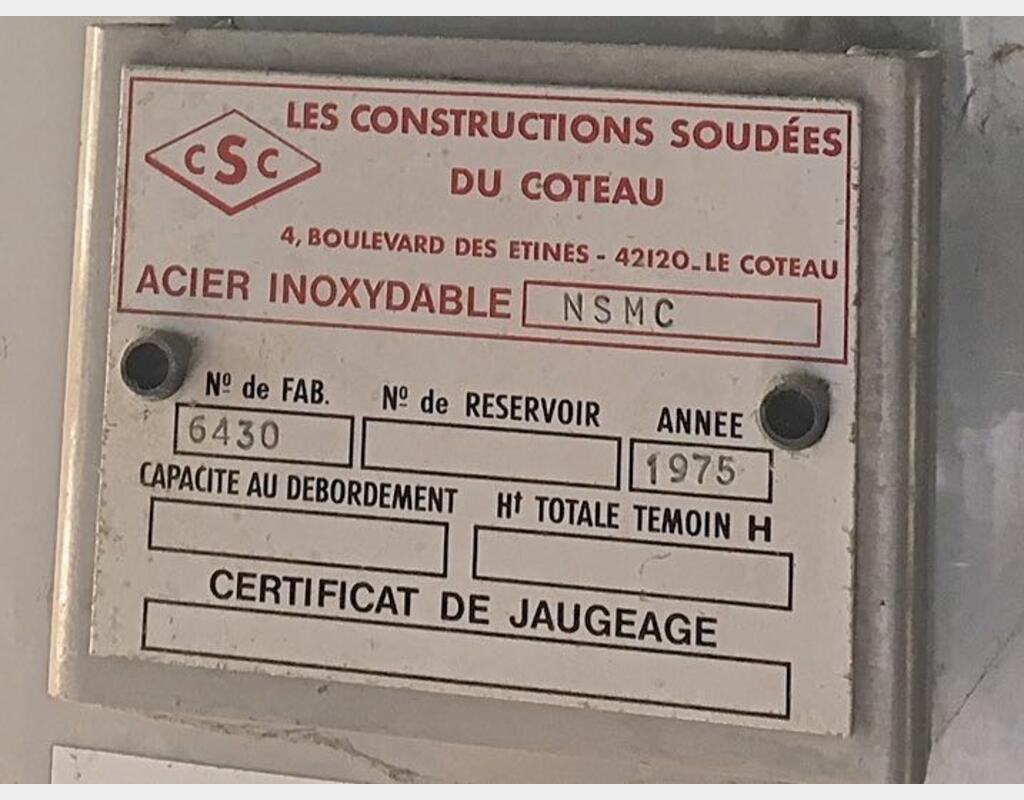 CSC
LES CONSTRUCTIONS SOUDÉES
DU COTEAU
4, BOULEVARD DES ETINES - 42120_LE COTEAU
ACIER INOXYDABLE NSMC
Nº de FAB. Nº de RESERVOIR ANNEE
6430 1975
CAPACITE AU DEBORDEMENT Ht TOTALE TEMOIN H
CERTIFICAT DE JAUGEAGE